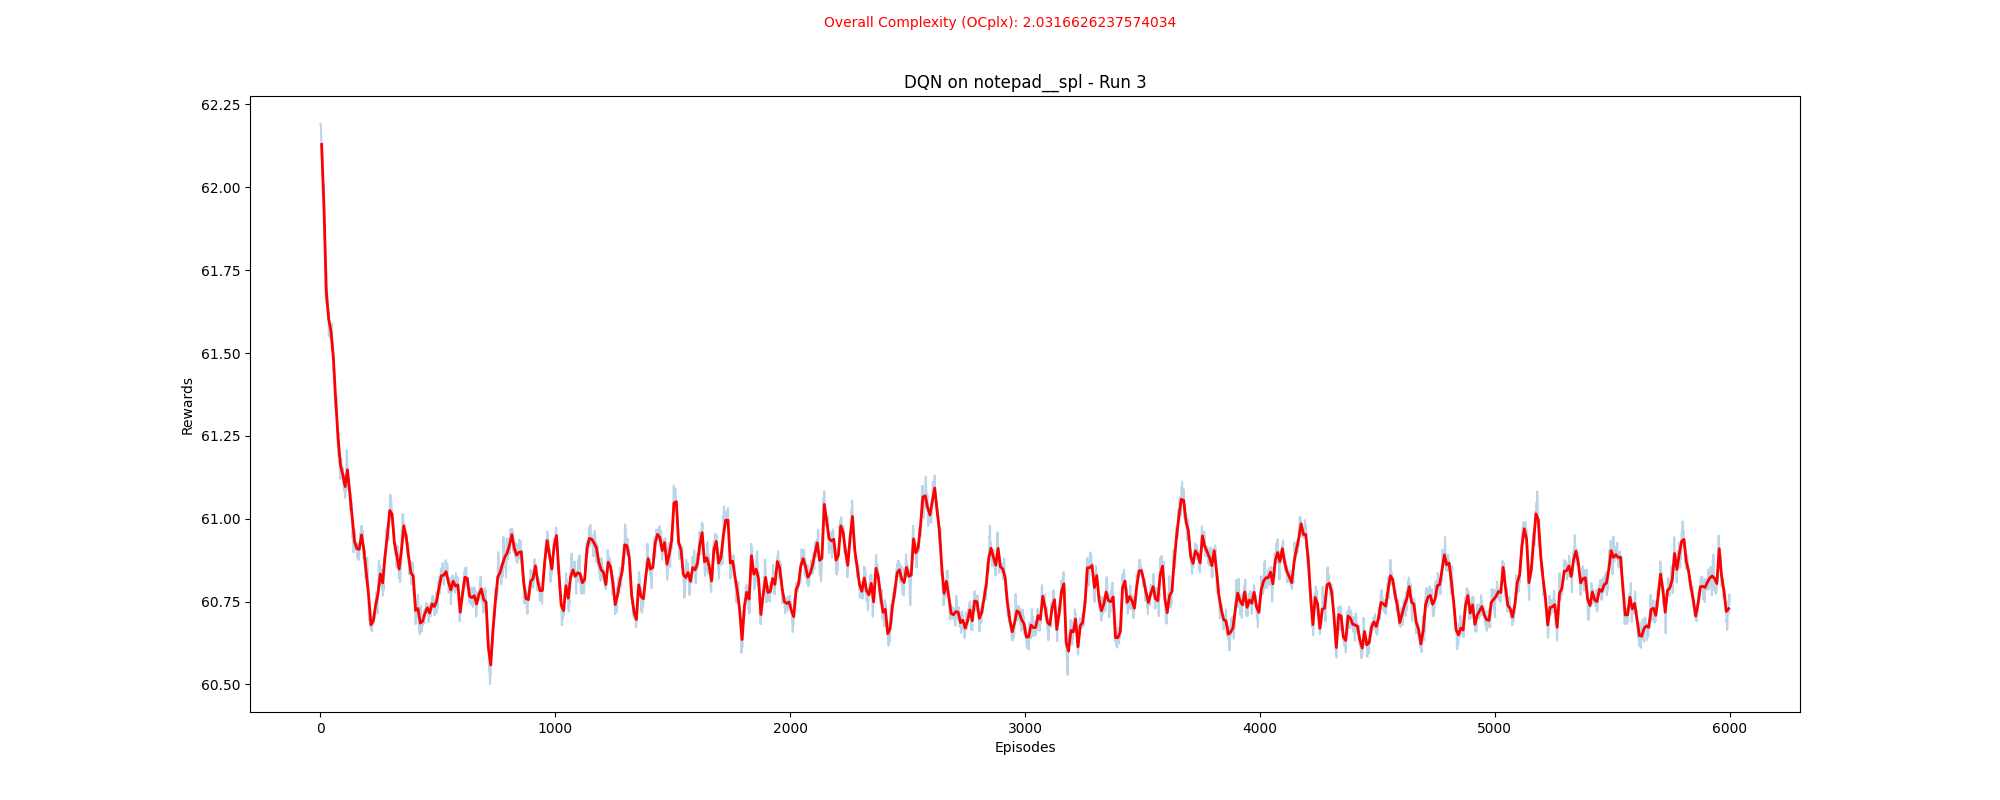 Overall Complexity (OCplx): 2.0316626237574034
DQN on notepad__spl - Run 3
62.25
62.00
61.75
61.50
61.25
61.00
60.75
60.50
Rewards
0 1000 2000 3000 4000 5000 6000
Episodes